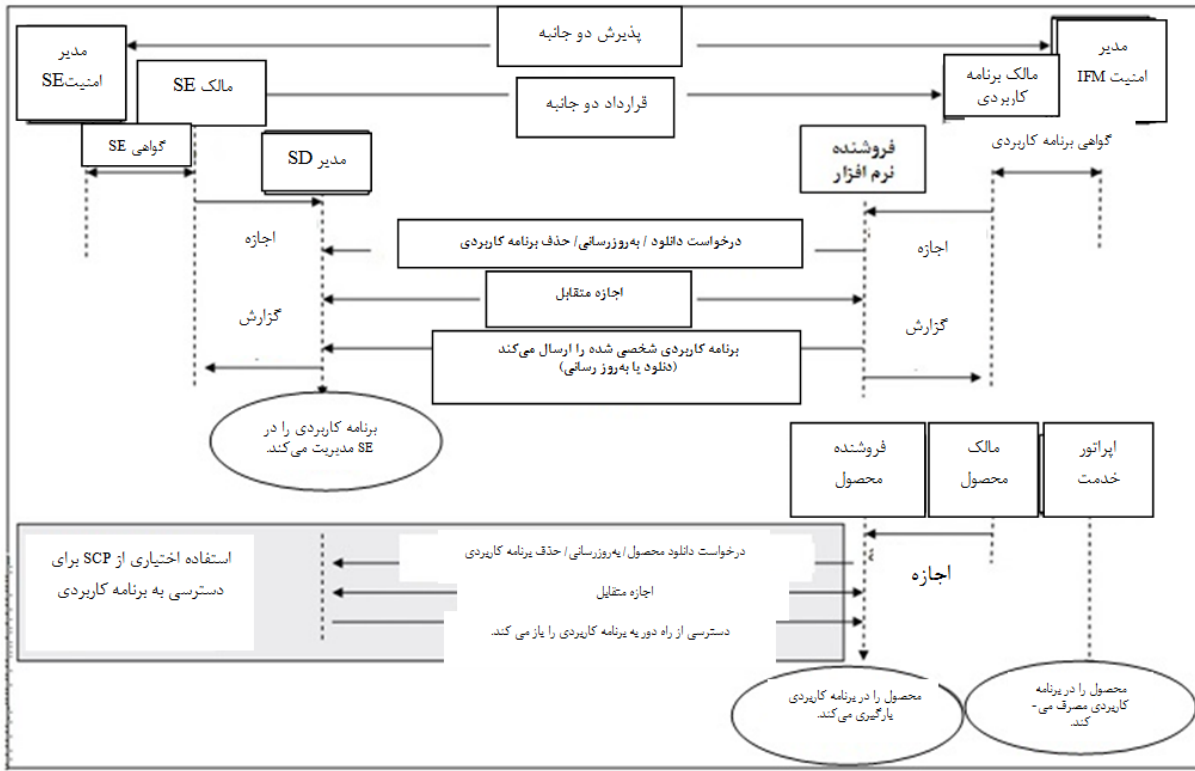 پذیرش دو جانبه
مدیر
امنیت IFM
مدیر
امنیتSE
مالک برنامه
کاربردی
مالک SE
قرارداد دو جانبه
گواهی برنامه کاربردی
گواهی SE
فروشنده
نرم افزار
مدیر SD
اجازه
درخواست دانلود / به‌روزرسانی/ حذف برنامه کاربردی
اجازه
اجازه متقابل
گزارش
گزارش
برنامه کاربردی شخصی شده را ارسال می‌کند
(دنلود یا به‌روز رسانی)
برنامه کاربردی را در
SE مدیریت می‌کند.
اپراتور
خدمت
مالک
محصول
فروشنده
محصول
اجازه
درخواست دانلود محصول/ به‌روزرسانی/ حذف برنامه کاربردی
اجازه متقابل
دسترسی از راه دور به برنامه کاربردی را باز می کند.
استفاده اختیاری از SCP برای
دسترسی به برنامه کاربردی
محصول را در برنامه
کاربردی مصرف می-
کند.
محصول را در برنامه کاربردی
بارگیری می‌کند.